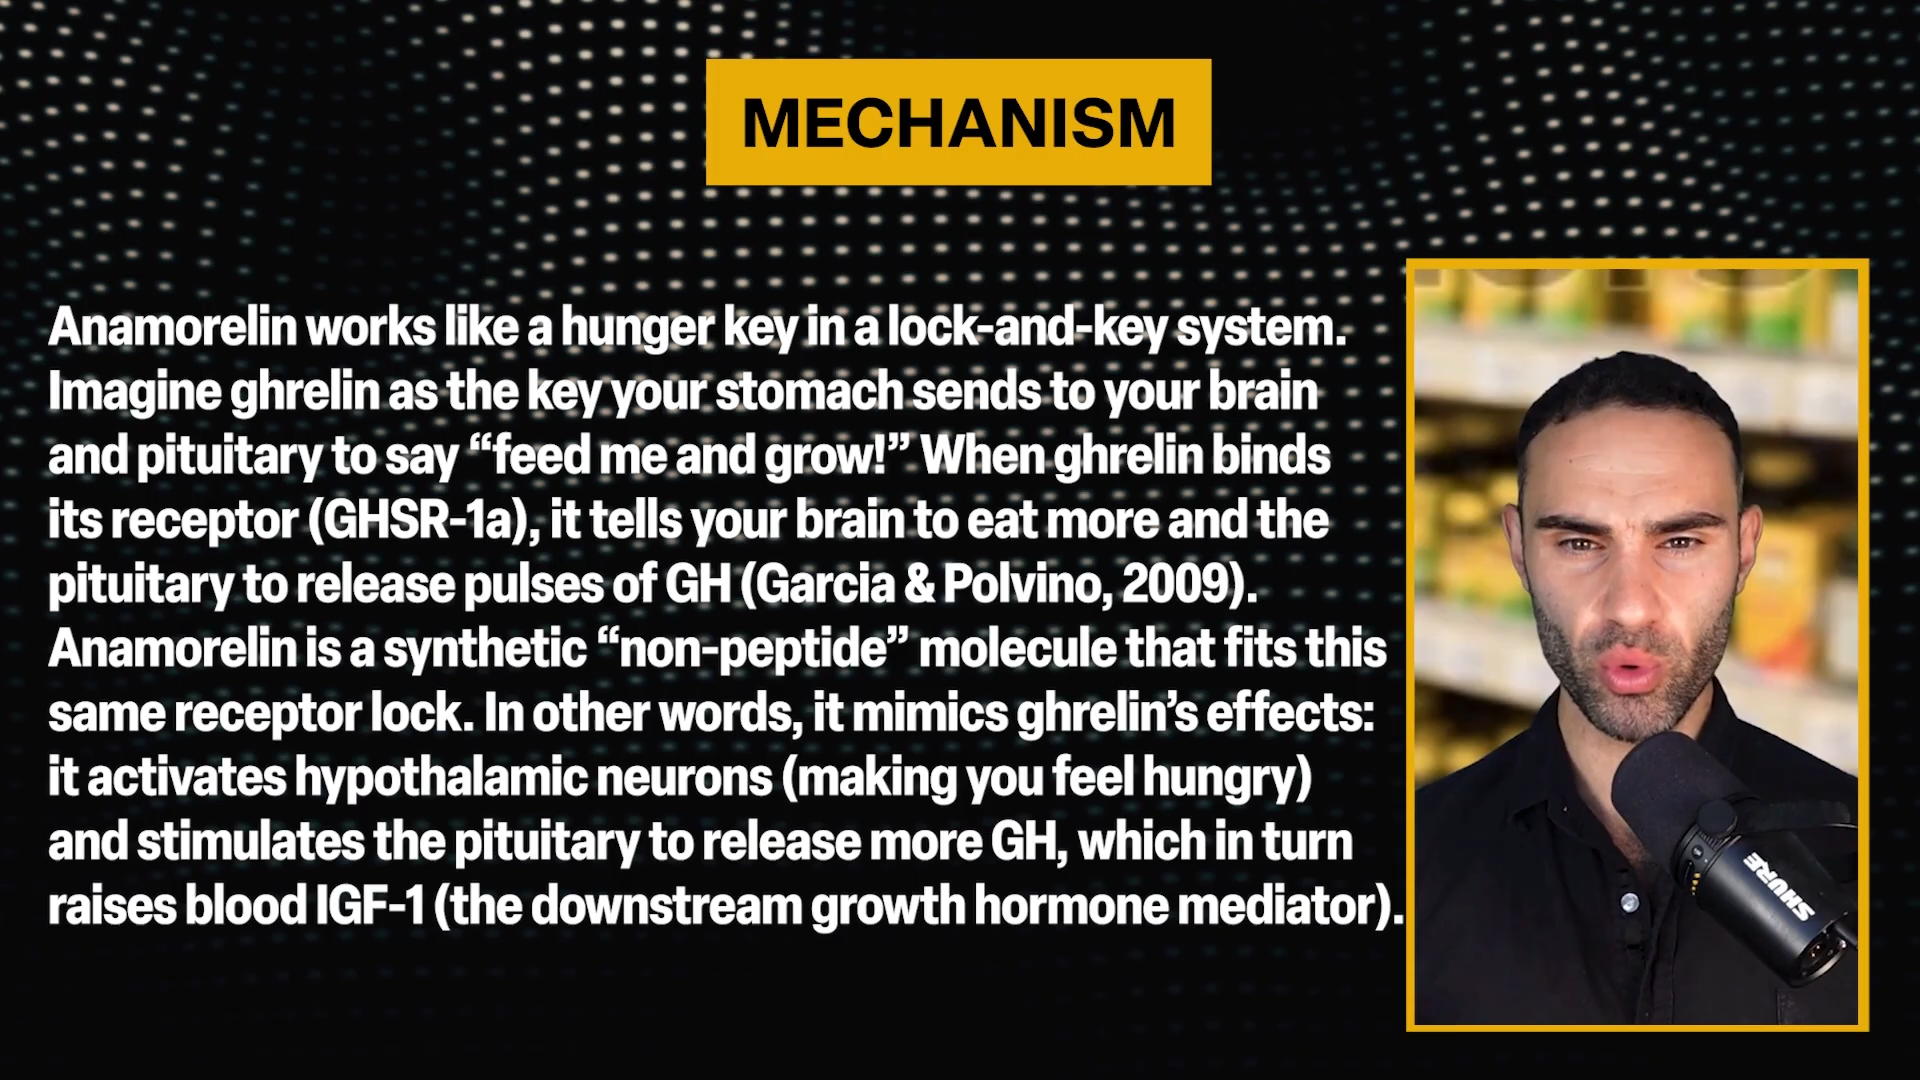 MECHANISM
Anamorelin works like a hunger key in a lock-and-key system.
Imagine ghrelin as the key your stomach sends to your brain
and pituitary to say “feed me and grow!” When ghrelin binds
its receptor (GHSR-1a), it tells your brain to eat more and the
pituitary to release pulses of GH (Garcia & Polvino, 2009).
Anamorelin is a synthetic “non-peptide” molecule that fits this
same receptor lock. In other words, it mimics ghrelin’s effects:
it activates hypothalamic neurons (making you feel hungry)
and stimulates the pituitary to release more GH, which in turn
raises blood IGF-1 (the downstream growth hormone mediator).
SHURE